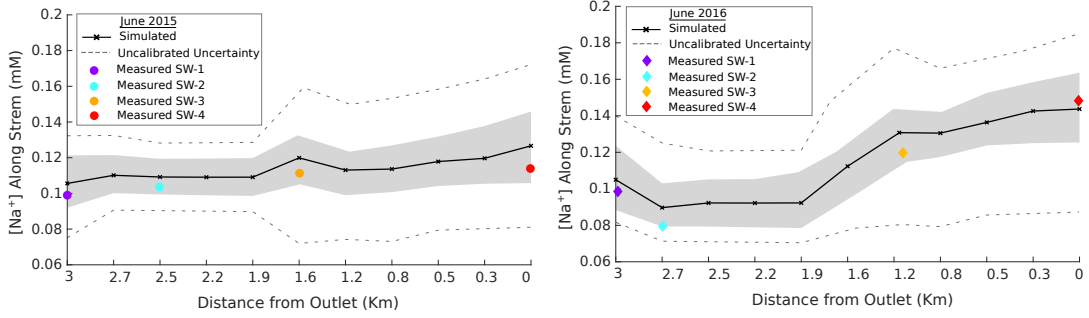 June 2015
Simulated
Uncalibrated Uncertainty
Measured SW-1
Measured SW-2
Measured SW-3
Measured SW-4
[Na+] Along Strem (mM)
0.2
0.18
0.16
0.14
0.12
0.1
0.08
0.06
3 2.7 2.5 2.2 1.9 1.6 1.2 0.8 0.5 0.3 0
Distance from Outlet (Km)
June 2016
Simulated
Uncalibrated Uncertainty
Measured SW-1
Measured SW-2
Measured SW-3
Measured SW-4
[Na+] Along Strem (mM)
0.2
0.18
0.16
0.14
0.12
0.1
0.08
0.06
3 2.7 2.5 2.2 1.9 1.6 1.2 0.8 0.5 0.3 0
Distance from Outlet (Km)